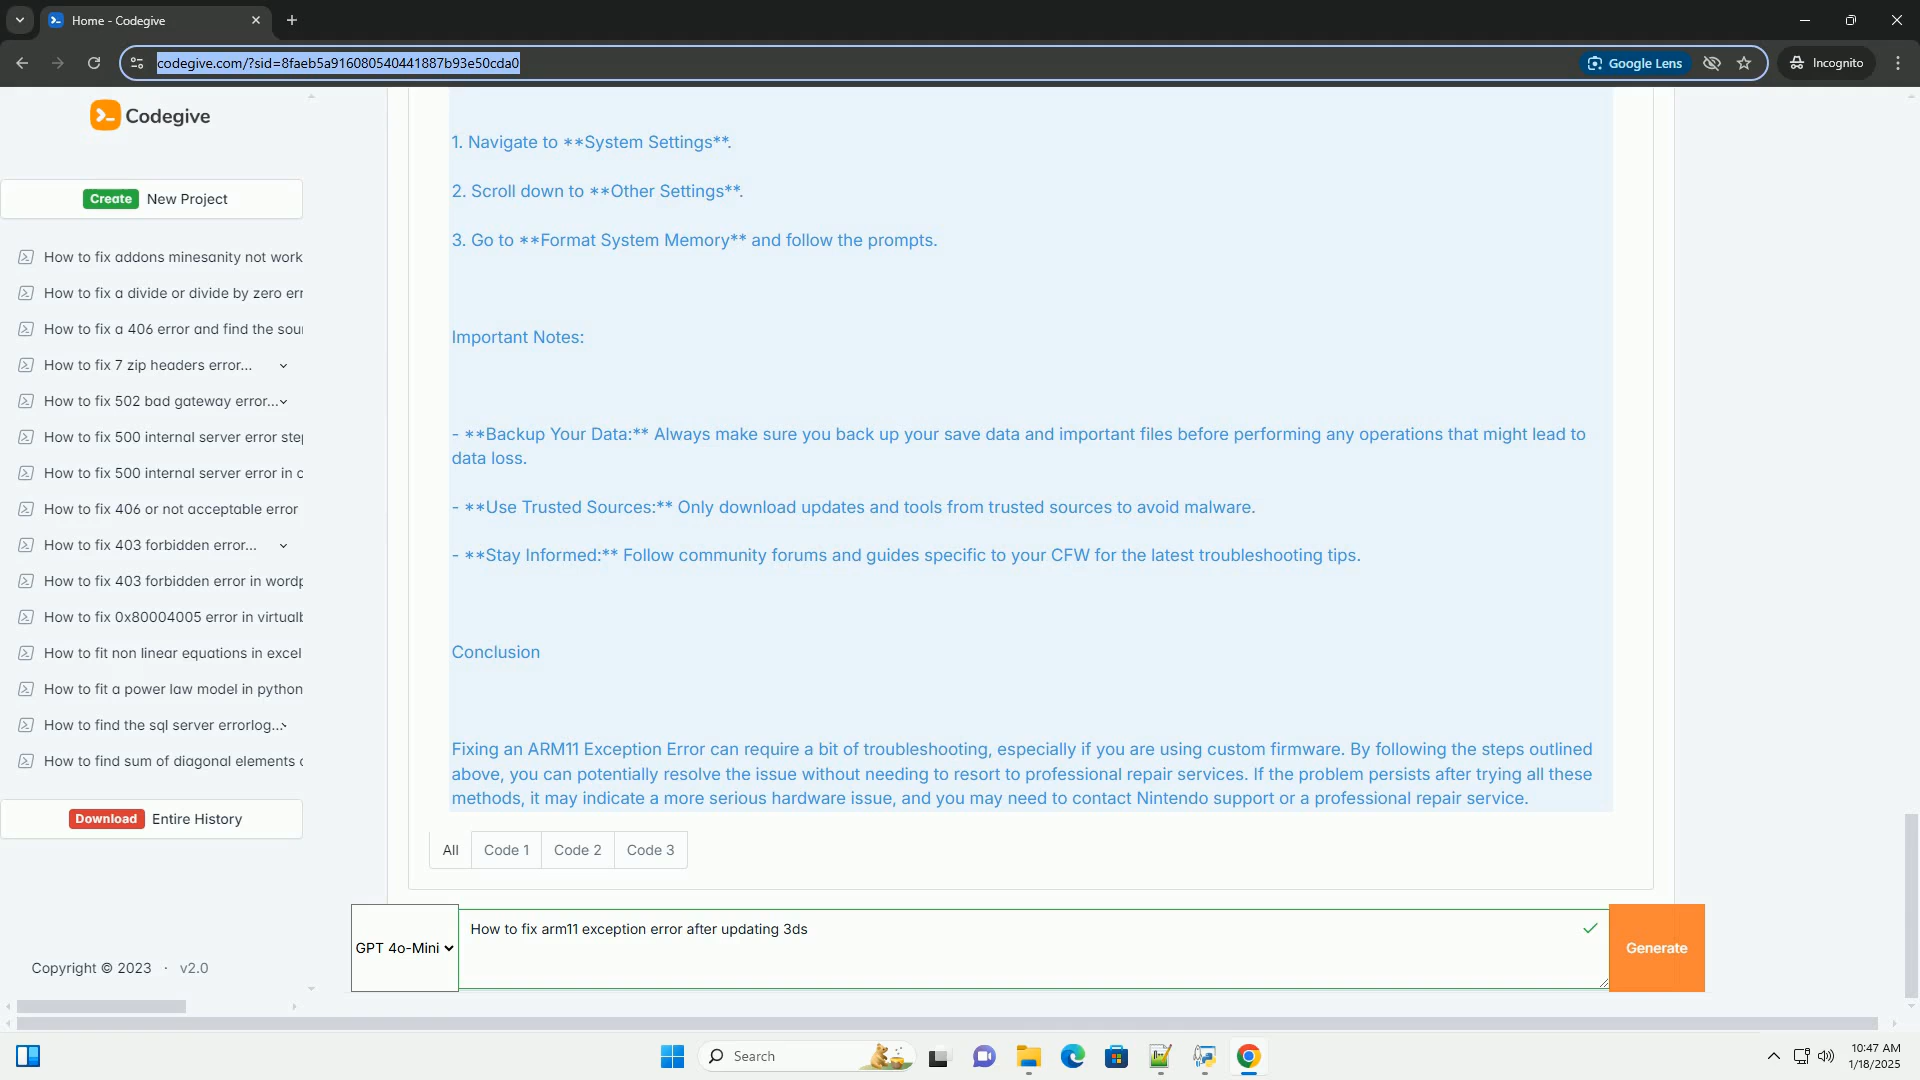 Home - Codegive
codegive.com/?sid=8faeb5a916080540441887b93e50cda0
Google Lens
Incognito
Codegive
Create New Project
How to fix addons minesanity not work
How to fix a divide or divide by zero err
How to fix a 406 error and find the sou
How to fix 7 zip headers error...
How to fix 502 bad gateway error...
How to fix 500 internal server error ste
How to fix 500 internal server error in c
How to fix 406 or not acceptable error
How to fix 403 forbidden error...
How to fix 403 forbidden error in wordp
How to fix 0x80004005 error in virtualb
How to fit non linear equations in excel
How to fit a power law model in python
How to find the sql server errorlog...
How to find sum of diagonal elements c
Download Entire History
Copyright © 2023 · v2.0
1. Navigate to **System Settings**.
2. Scroll down to **Other Settings**.
3. Go to **Format System Memory** and follow the prompts.
Important Notes:
- **Backup Your Data:** Always make sure you back up your save data and important files before performing any operations that might lead to
data loss.
- **Use Trusted Sources:** Only download updates and tools from trusted sources to avoid malware.
- **Stay Informed:** Follow community forums and guides specific to your CFW for the latest troubleshooting tips.
Conclusion
Fixing an ARM11 Exception Error can require a bit of troubleshooting, especially if you are using custom firmware. By following the steps outlined
above, you can potentially resolve the issue without needing to resort to professional repair services. If the problem persists after trying all these
methods, it may indicate a more serious hardware issue, and you may need to contact Nintendo support or a professional repair service.
All Code 1 Code 2 Code 3
GPT 4o-Mini
How to fix arm11 exception error after updating 3ds
Generate
Search
10:47 AM
1/18/2025